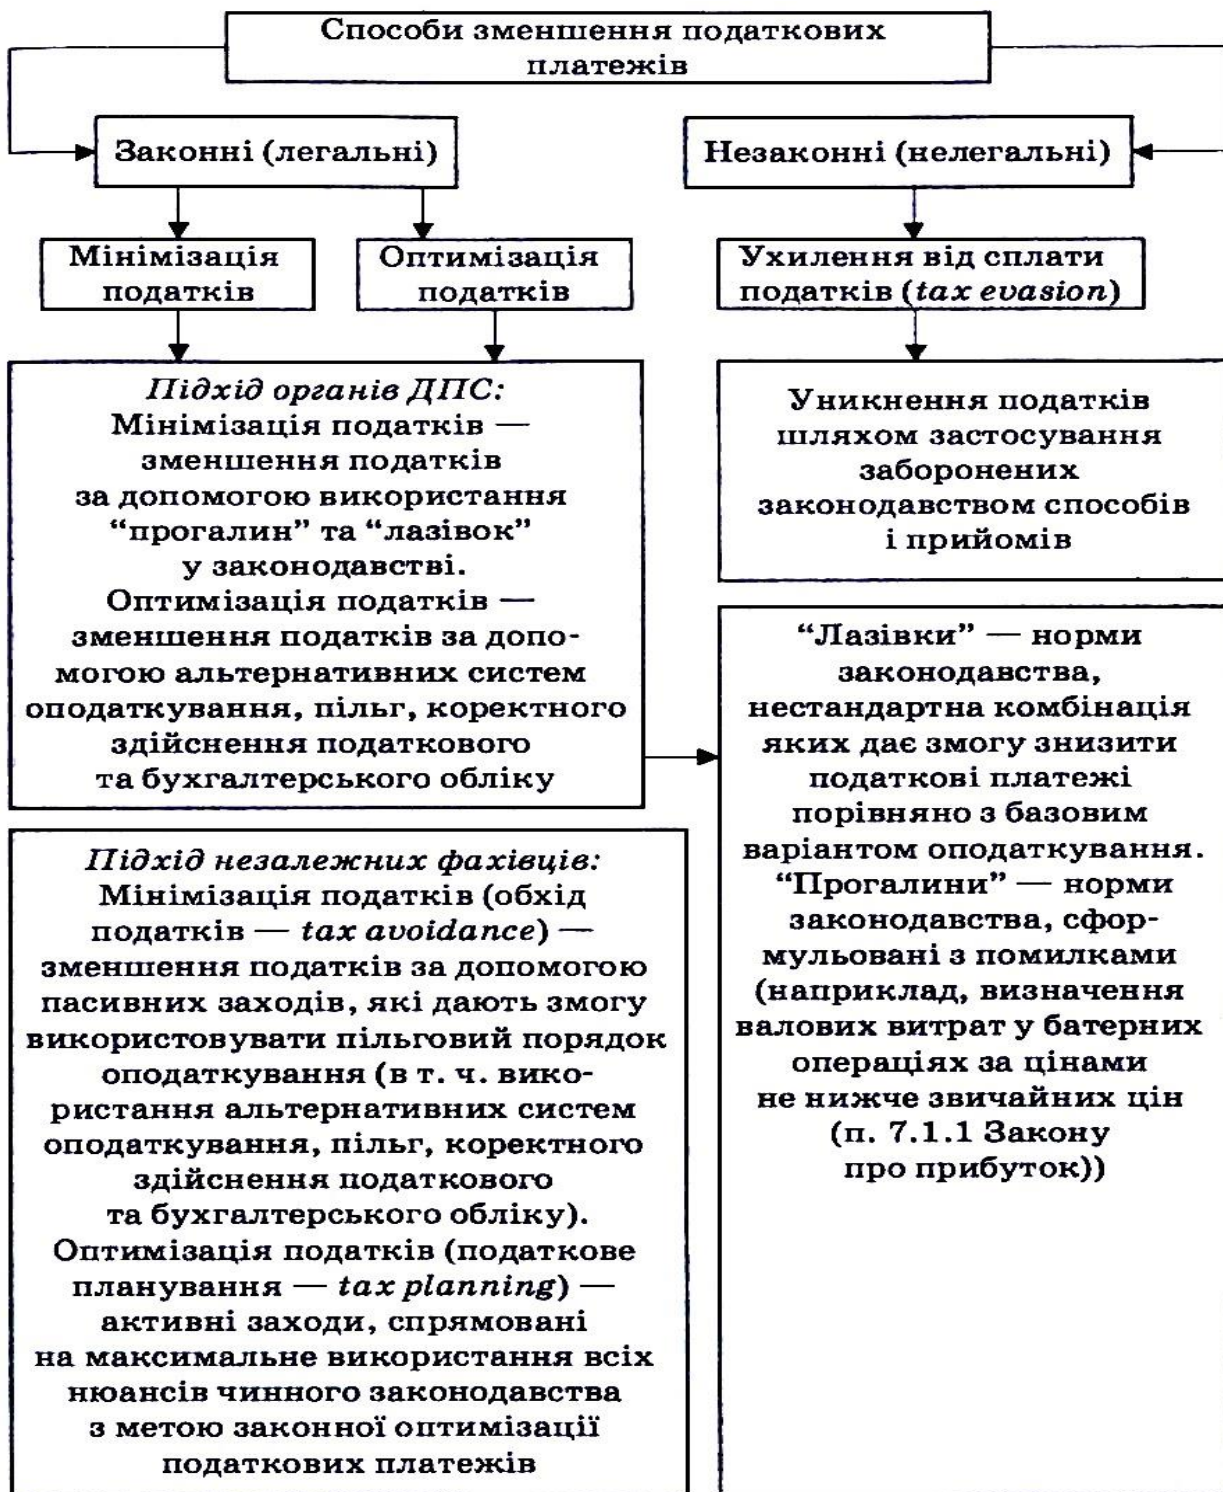 Способи зменшення податкових
платежів
Законні (легальні)
Незаконні (нелегальні)
Мінімізація
податків
Оптимізація
податків
Ухилення від сплати
податків (tax evasion)
Підхід органів ДПС:
Мінімізація податків —
зменшення податків
за допомогою використання
“прогалин” та “лазівок”
у законодавстві.
Оптимізація податків —
зменшення податків за допо-
могою альтернативних систем
оподаткування, пільг, коректного
здійснення податкового
та бухгалтерського обліку
Уникнення податків
шляхом застосування
заборонених
законодавством способів
і прийомів
“Лазівки” — норми
законодавства,
нестандартна комбінація
яких дає змогу знизити
податкові платежі
порівняно з базовим
варіантом оподаткування.
“Прогалини” — норми
законодавства, сфор-
мульовані з помилками
(наприклад, визначення
валових витрат у батерних
операціях за цінами
не нижче звичайних цін
(п. 7.1.1 Закону
про прибуток))
Підхід незалежних фахівців:
Мінімізація податків (обхід
податків — tax avoidance) —
зменшення податків за допомогою
пасивних заходів, які дають змогу
використовувати пільговий порядок
оподаткування (в т. ч. вико-
ристання альтернативних систем
оподаткування, пільг, коректного
здійснення податкового
та бухгалтерського обліку).
Оптимізація податків (податкове
планування — tax planning) —
активні заходи, спрямовані
на максимальне використання всіх
нюансів чинного законодавства
з метою законної оптимізації
податкових платежів